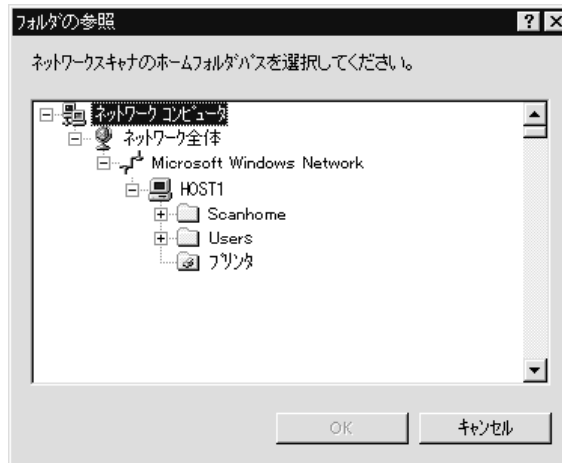 フォルダの参照
ネットワークスキャナのホームフォルダパスを選択してください。
ネットワーク コンピュータ
ネットワーク全体
Microsoft Windows Network
HOST1
Scanhome
Users
プリンタ
OK
キャンセル